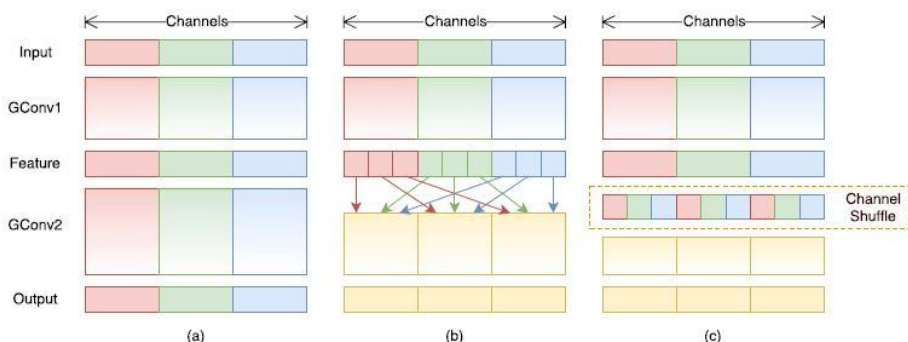 Channels Channels Channels
Input
GConv1
Feature
GConv2
Channel
Shuffle
Output
(a) (b) (c)